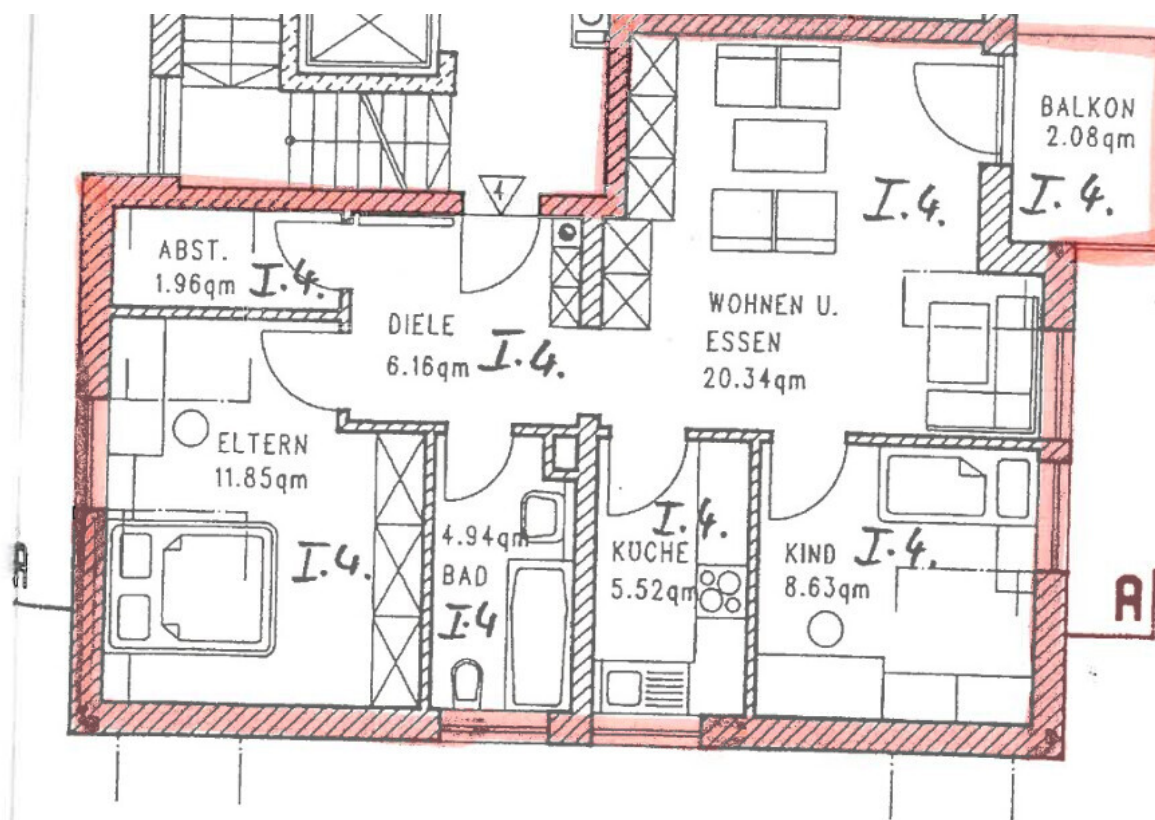 1
BALKON
2.08qm
I.4.
I.4.
ABST.
1.96qm I.4.
DIELE
6.16qm I.4.
WOHNEN U.
ESSEN
20.34qm
ELTERN
11.85qm
I.4.
4.94qm
BAD
I.4
I.4.
KÜCHE
5.52qm
KIND
8.63qm
I.4.
A